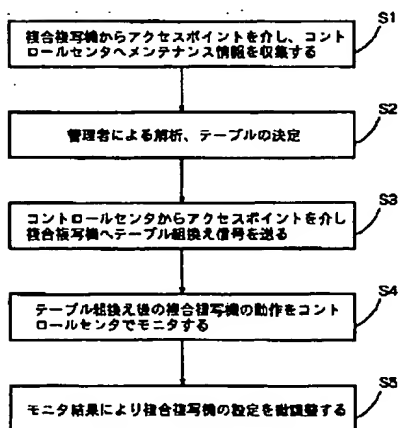 S1
複合複写機からアクセスポイントを介し、コント
ロールセンタへメンテナンス情報を収集する
S2
管理者による解析、テーブルの決定
S3
コントロールセンタからアクセスポイントを介し
複合複写機へテーブル組換え信号を送る
S4
テーブル組換え後の複合複写機の動作をコント
ロールセンタでモニタする
S5
モニタ結果により複合複写機の設定を微調整する